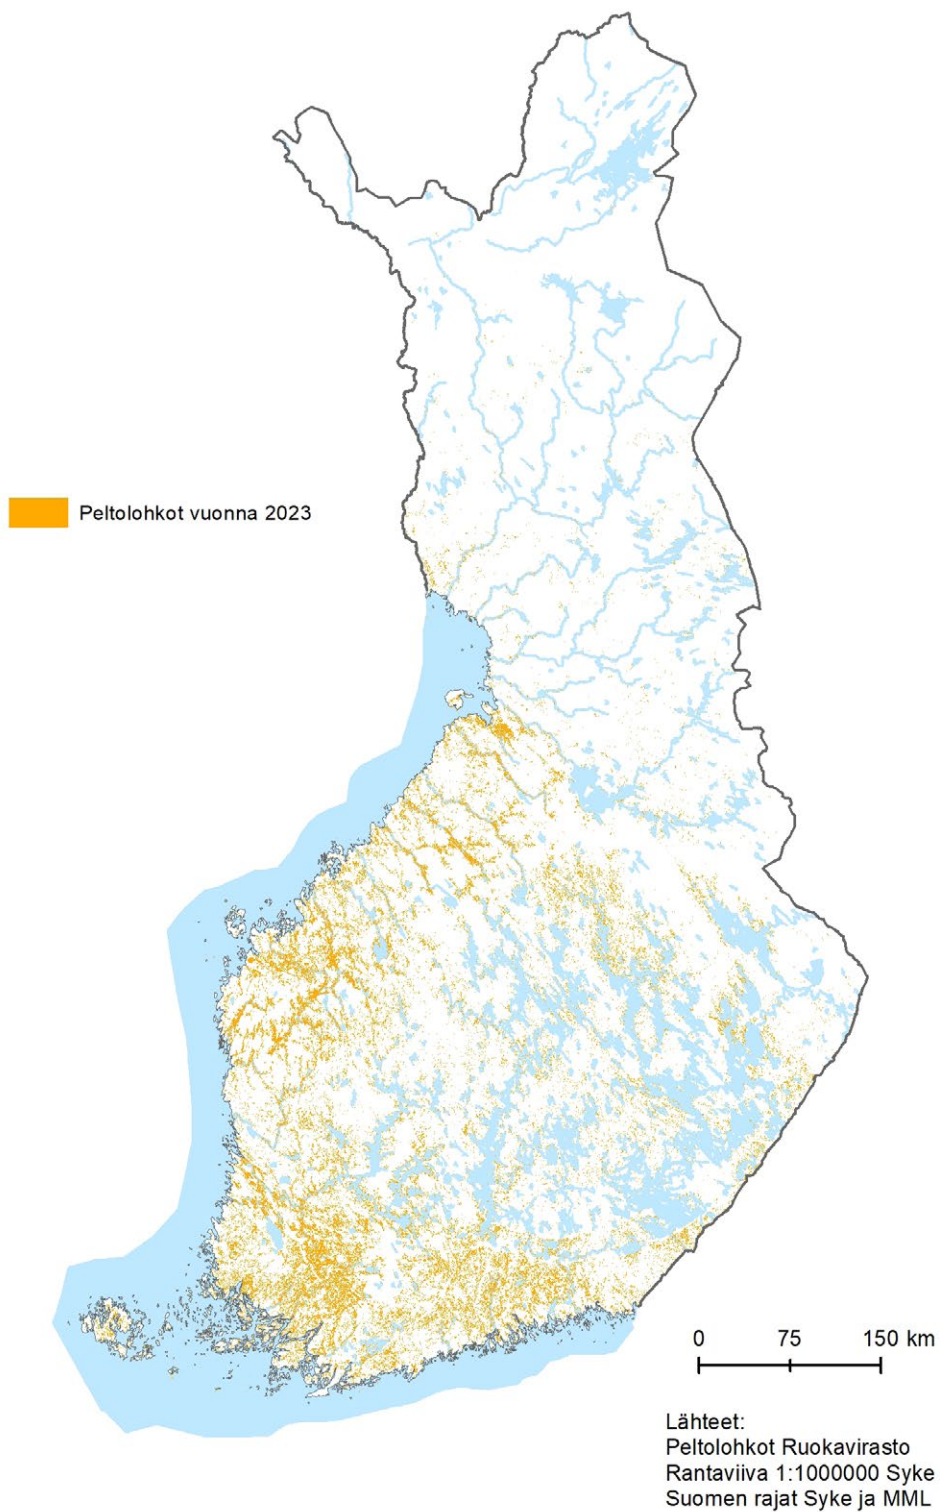 Peltolohkot vuonna 2023
0 75 150 km
Lähteet:
Peltolohkot Ruokavirasto
Rantaviiva 1:1000000 Syke
Suomen rajat Syke ja MML